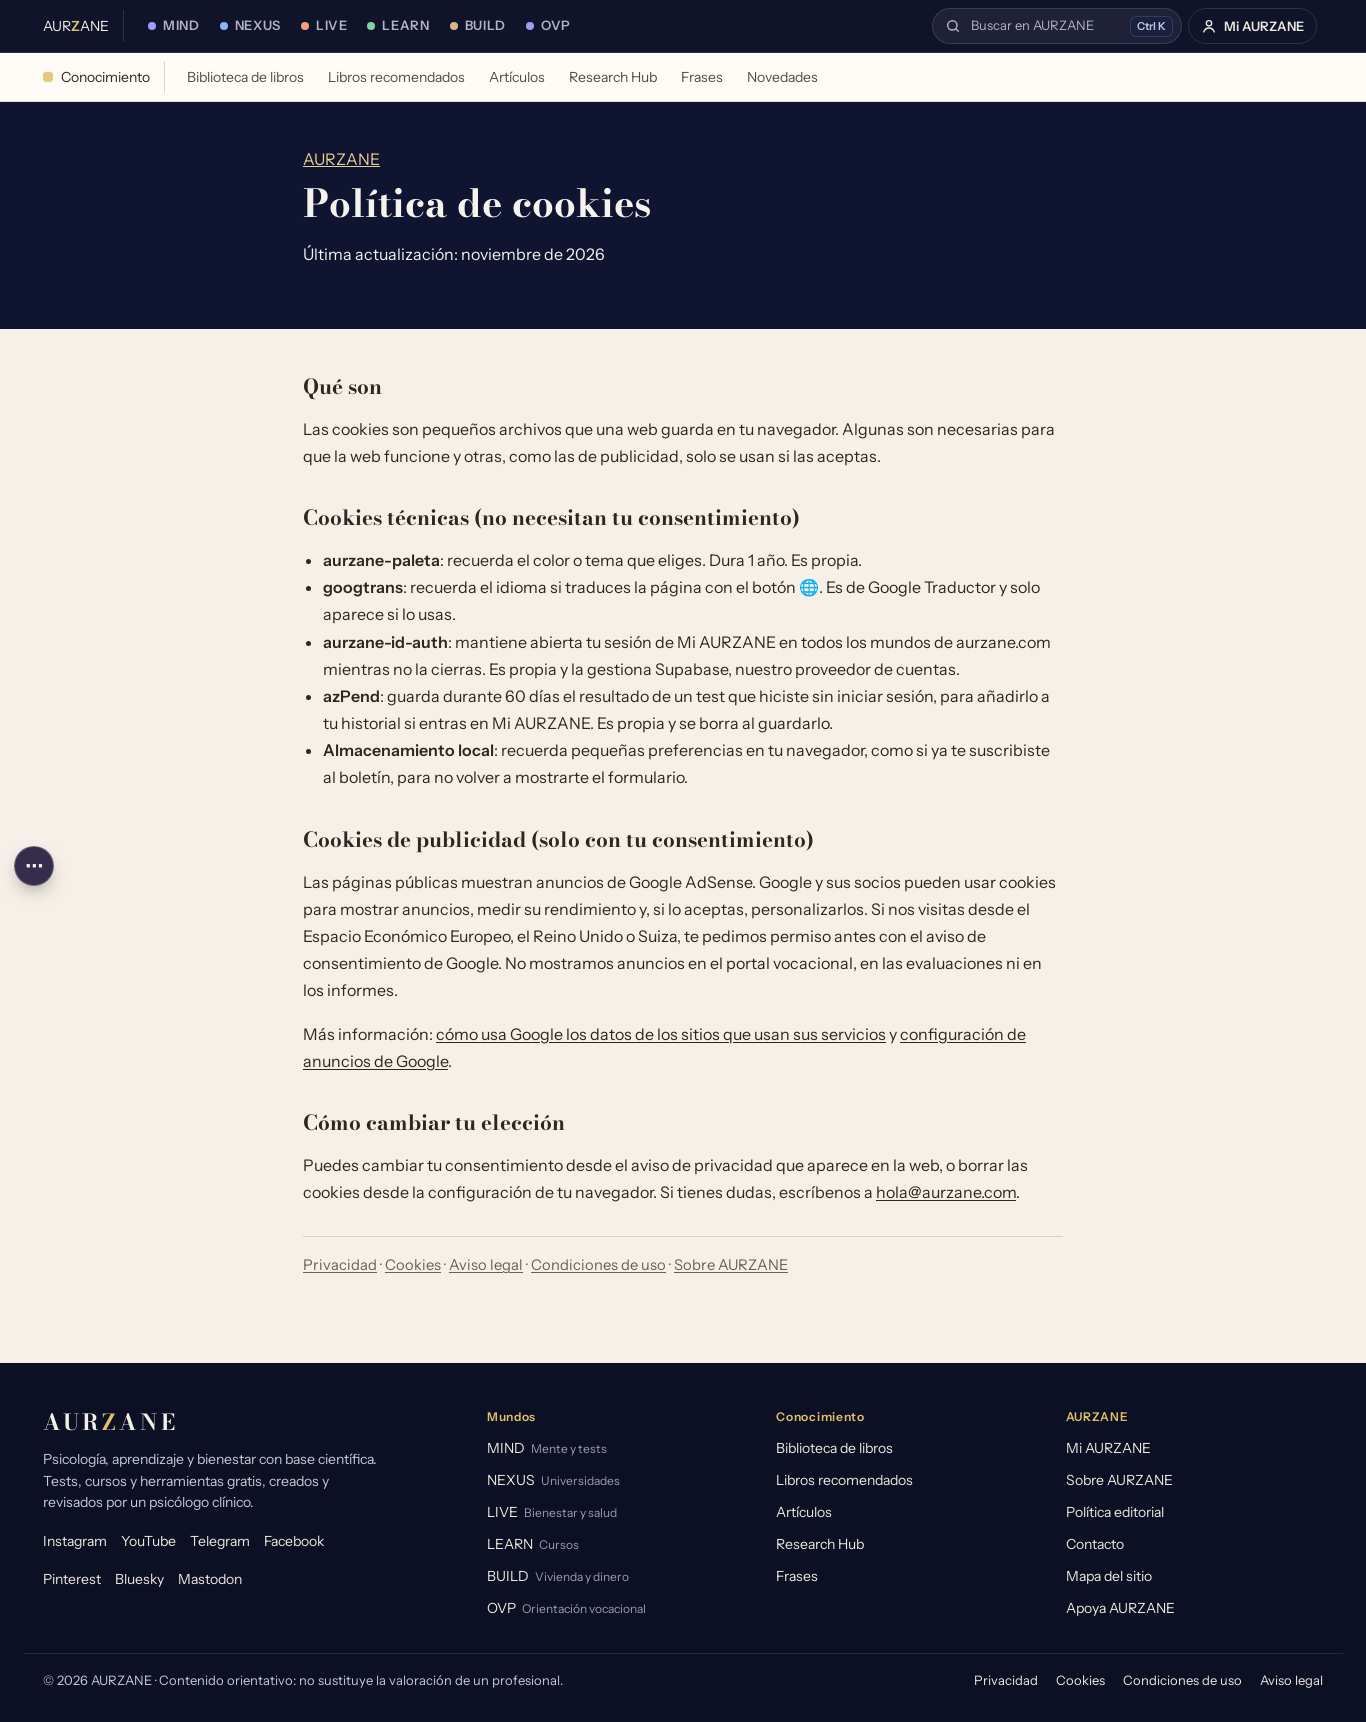 AURZANE
MIND
NEXUS
LIVE
LEARN
BUILD
OVP
Buscar en AURZANE
Ctrl K
Mi AURZANE
Conocimiento
Biblioteca de libros
Libros recomendados
Artículos
Research Hub
Frases
Novedades
AURZANE
Política de cookies
Última actualización: noviembre de 2026
Qué son
Las cookies son pequeños archivos que una web guarda en tu navegador. Algunas son necesarias para
que la web funcione y otras, como las de publicidad, solo se usan si las aceptas.
Cookies técnicas (no necesitan tu consentimiento)
• aurzane-paleta: recuerda el color o tema que eliges. Dura 1 año. Es propia.
• googtrans: recuerda el idioma si traduces la página con el botón 🌐. Es de Google Traductor y solo
aparece si lo usas.
• aurzane-id-auth: mantiene abierta tu sesión de Mi AURZANE en todos los mundos de aurzane.com
mientras no la cierras. Es propia y la gestiona Supabase, nuestro proveedor de cuentas.
• azPend: guarda durante 60 días el resultado de un test que hiciste sin iniciar sesión, para añadirlo a
tu historial si entras en Mi AURZANE. Es propia y se borra al guardarlo.
• Almacenamiento local: recuerda pequeñas preferencias en tu navegador, como si ya te suscribiste
al boletín, para no volver a mostrarte el formulario.
Cookies de publicidad (solo con tu consentimiento)
Las páginas públicas muestran anuncios de Google AdSense. Google y sus socios pueden usar cookies
para mostrar anuncios, medir su rendimiento y, si lo aceptas, personalizarlos. Si nos visitas desde el
Espacio Económico Europeo, el Reino Unido o Suiza, te pedimos permiso antes con el aviso de
consentimiento de Google. No mostramos anuncios en el portal vocacional, en las evaluaciones ni en
los informes.
Más información: cómo usa Google los datos de los sitios que usan sus servicios y configuración de
anuncios de Google.
Cómo cambiar tu elección
Puedes cambiar tu consentimiento desde el aviso de privacidad que aparece en la web, o borrar las
cookies desde la configuración de tu navegador. Si tienes dudas, escríbenos a hola@aurzane.com.
Privacidad · Cookies · Aviso legal · Condiciones de uso · Sobre AURZANE
AURZANE
Psicología, aprendizaje y bienestar con base científica.
Tests, cursos y herramientas gratis, creados y
revisados por un psicólogo clínico.
Instagram YouTube Telegram Facebook
Pinterest Bluesky Mastodon
Mundos
MIND Mente y tests
NEXUS Universidades
LIVE Bienestar y salud
LEARN Cursos
BUILD Vivienda y dinero
OVP Orientación vocacional
Conocimiento
Biblioteca de libros
Libros recomendados
Artículos
Research Hub
Frases
AURZANE
Mi AURZANE
Sobre AURZANE
Política editorial
Contacto
Mapa del sitio
Apoya AURZANE
© 2026 AURZANE · Contenido orientativo: no sustituye la valoración de un profesional.
Privacidad Cookies Condiciones de uso Aviso legal